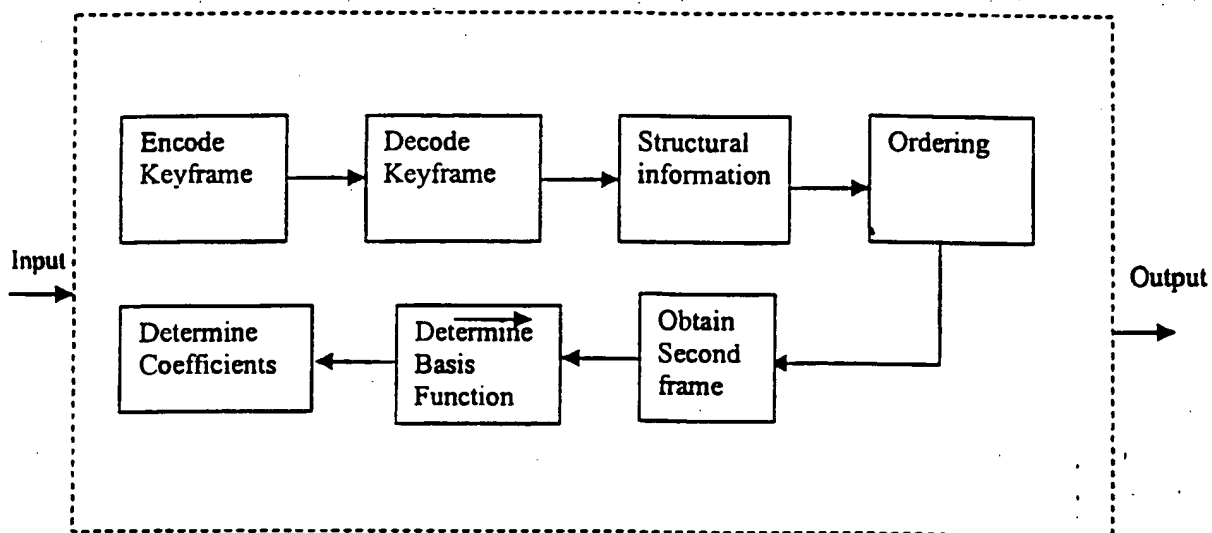 Encode
Keyframe
Decode
Keyframe
Structural
information
Ordering
Input
Output
Determine
Coefficients
Determine
Basis
Function
Obtain
Second
frame